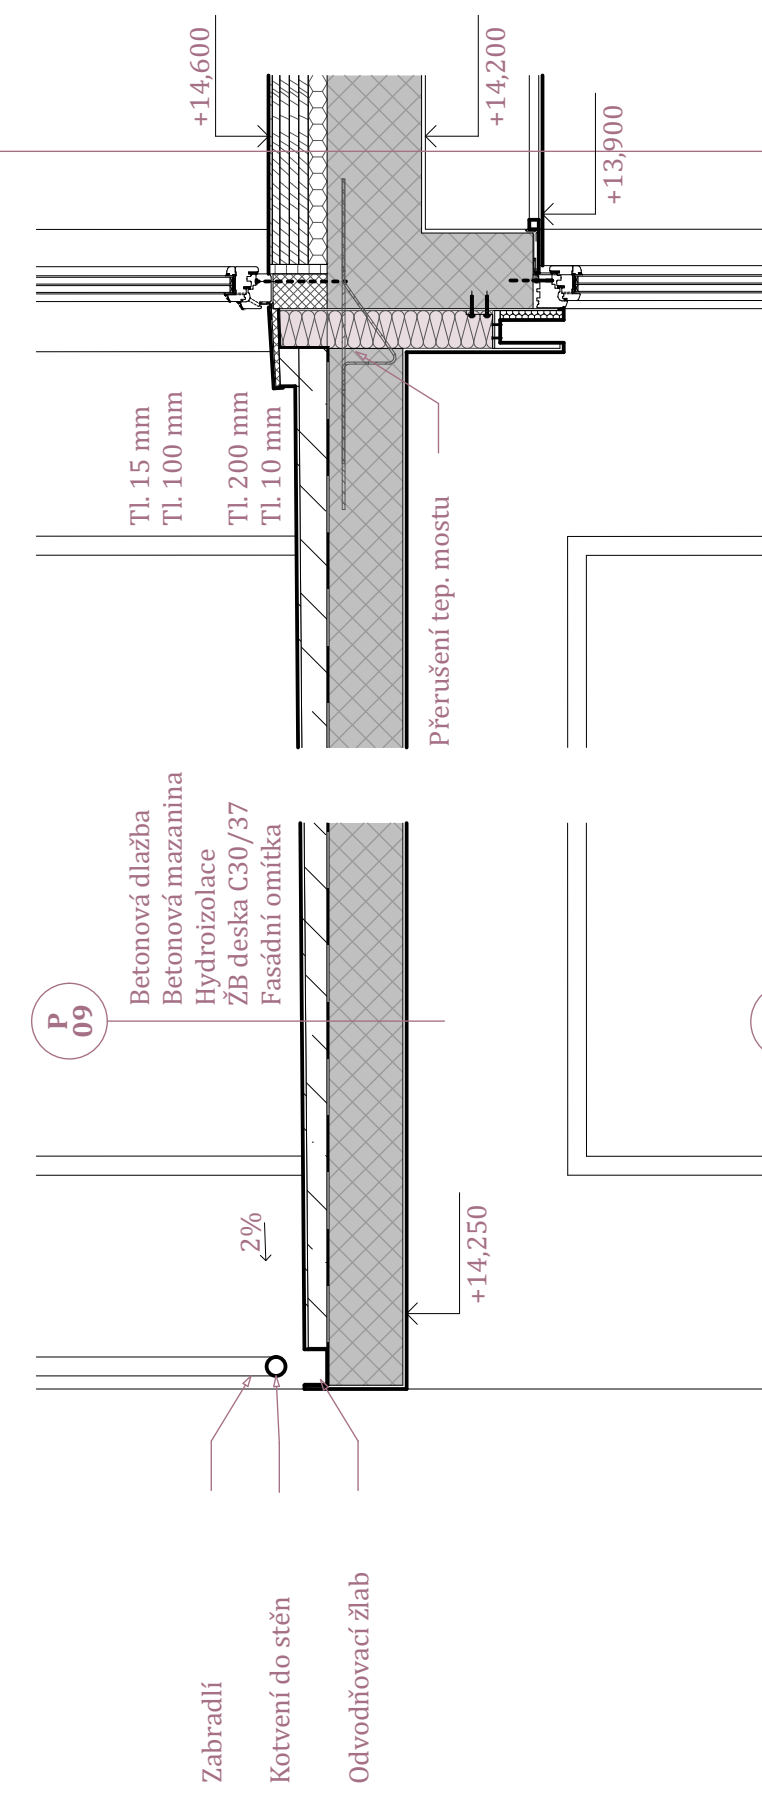 +14,600
+14,200
+13,900
Tl. 15 mm
Tl. 100 mm
Tl. 200 mm
Tl. 10 mm
Přerušení tep. mostu
P
09
Betonová dlažba
Betonová mazanina
Hydroizolace
ŽB deska C30/37
Fasádní omítka
2%
+14,250
Zabradlí
Kotvení do stěn
Odvodňovací žlab